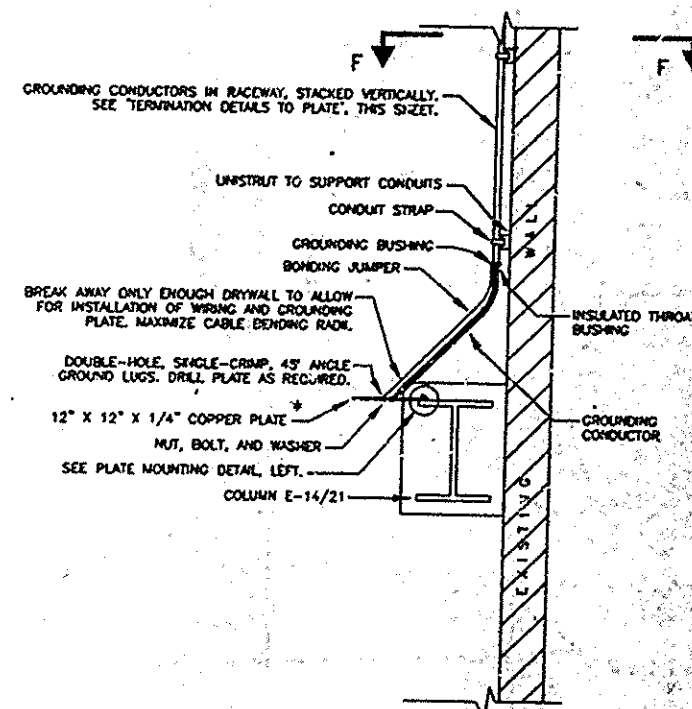 F
F
GROUNDING CONDUCTORS IN RACEWAY, STACKED VERTICALLY.
SEE "TERMINATION DETAILS TO PLATE", THIS SHEET.
UNISTRUT TO SUPPORT CONDUITS
CONDUIT STRAP
GROUNDING BUSHING
BONDING JUMPER
BREAK AWAY ONLY ENOUGH DRYWALL TO ALLOW
FOR INSTALLATION OF WIRING AND GROUNDING
PLATE. MAXIMIZE CABLE BENDING RADII.
INSULATED THROAT
BUSHING
DOUBLE-HOLE, SINGLE-CRIMP, 45° ANGLE
GROUND LUGS. DRILL PLATE AS REQUIRED.
12" X 12" X 1/4" COPPER PLATE *
NUT, BOLT, AND WASHER
GROUNDING
CONDUCTOR
SEE PLATE MOUNTING DETAIL, LEFT.
COLUMN E-14/21
EXISTING WALL